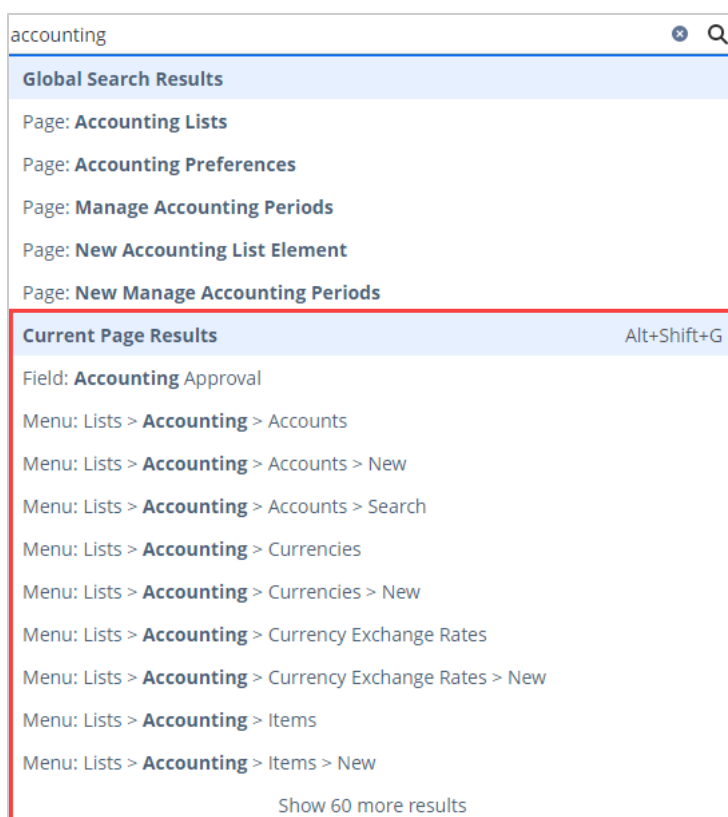 accounting
Global Search Results
Page: Accounting Lists
Page: Accounting Preferences
Page: Manage Accounting Periods
Page: New Accounting List Element
Page: New Manage Accounting Periods
Current Page Results Alt+Shift+G
Field: Accounting Approval
Menu: Lists > Accounting > Accounts
Menu: Lists > Accounting > Accounts > New
Menu: Lists > Accounting > Accounts > Search
Menu: Lists > Accounting > Currencies
Menu: Lists > Accounting > Currencies > New
Menu: Lists > Accounting > Currency Exchange Rates
Menu: Lists > Accounting > Currency Exchange Rates > New
Menu: Lists > Accounting > Items
Menu: Lists > Accounting > Items > New
Show 60 more results